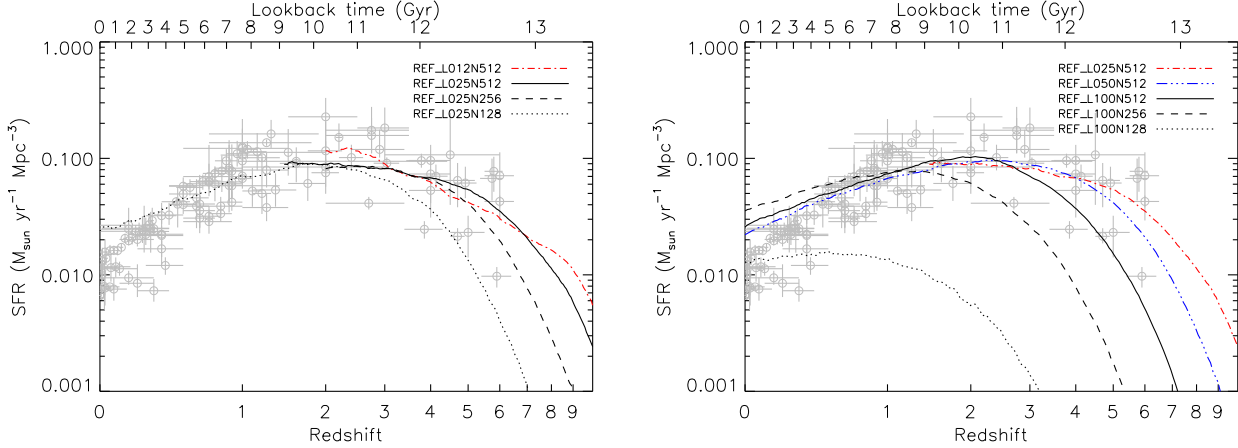 Lookback time (Gyr)
0 1 2 3 4 5 6 7 8 9 10 11 12 13
1.000
0.100
0.010
0.001
SFR (Msun yr-1 Mpc-3)
REF_L012N512
REF_L025N512
REF_L025N256
REF_L025N128
0 1 2 3 4 5 6 7 8 9
Redshift
Lookback time (Gyr)
0 1 2 3 4 5 6 7 8 9 10 11 12 13
1.000
0.100
0.010
0.001
SFR (Msun yr-1 Mpc-3)
REF_L025N512
REF_L050N512
REF_L100N512
REF_L100N256
REF_L100N128
0 1 2 3 4 5 6 7 8 9
Redshift